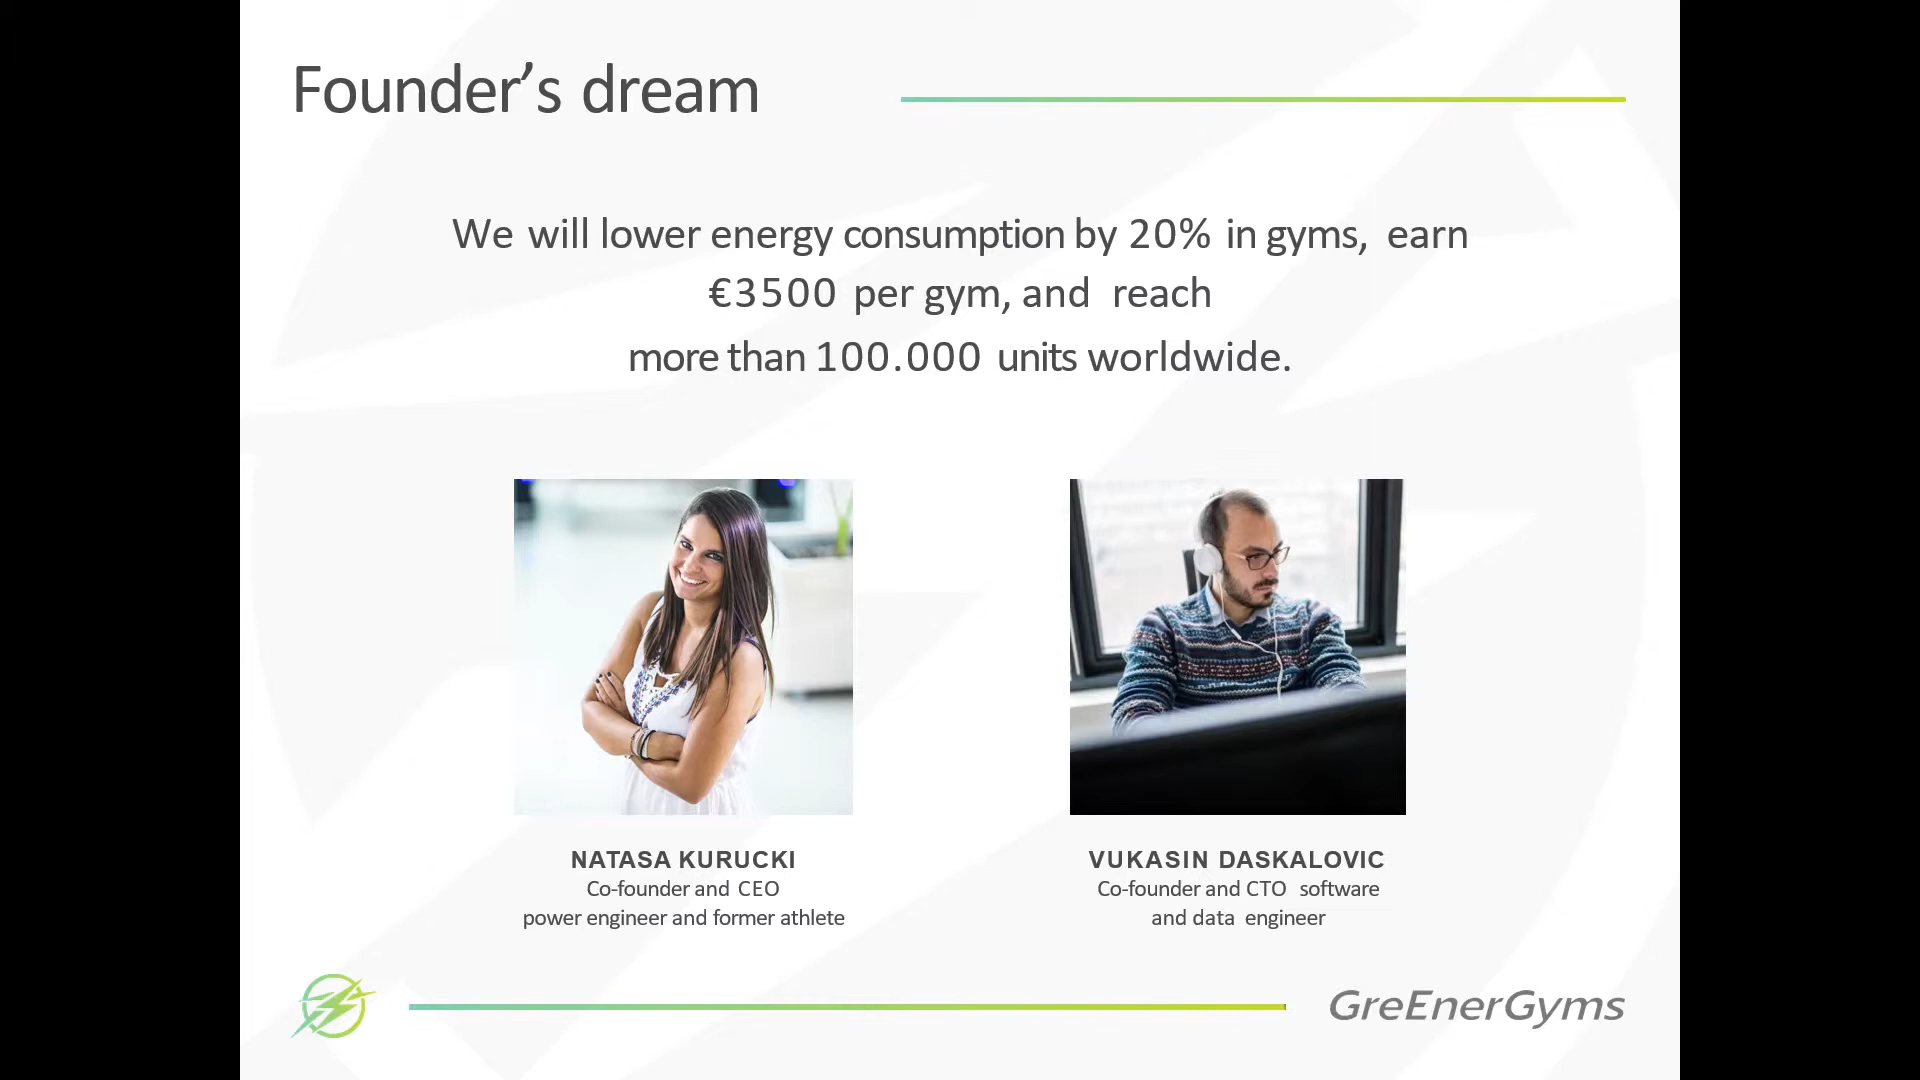 Founder’s dream
We will lower energy consumption by 20% in gyms, earn
€3500 per gym, and reach
more than 100.000 units worldwide.
NATASA KURUCKI
Co-founder and CEO
power engineer and former athlete
VUKASIN DASKALOVIC
Co-founder and CTO software
and data engineer
GreEnerGyms